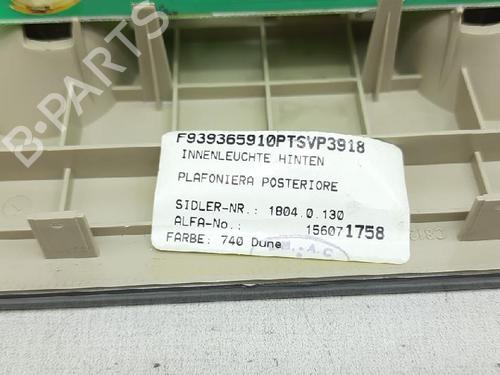 B-PARTS
F939365910PTSVP3918
INNENLEUCHTE HINTEN
PLAFONIERA POSTERIORE
SIDLER-NR.: 1804.0.130
ALFA-No.: 156071758
FARBE: 740 Dune